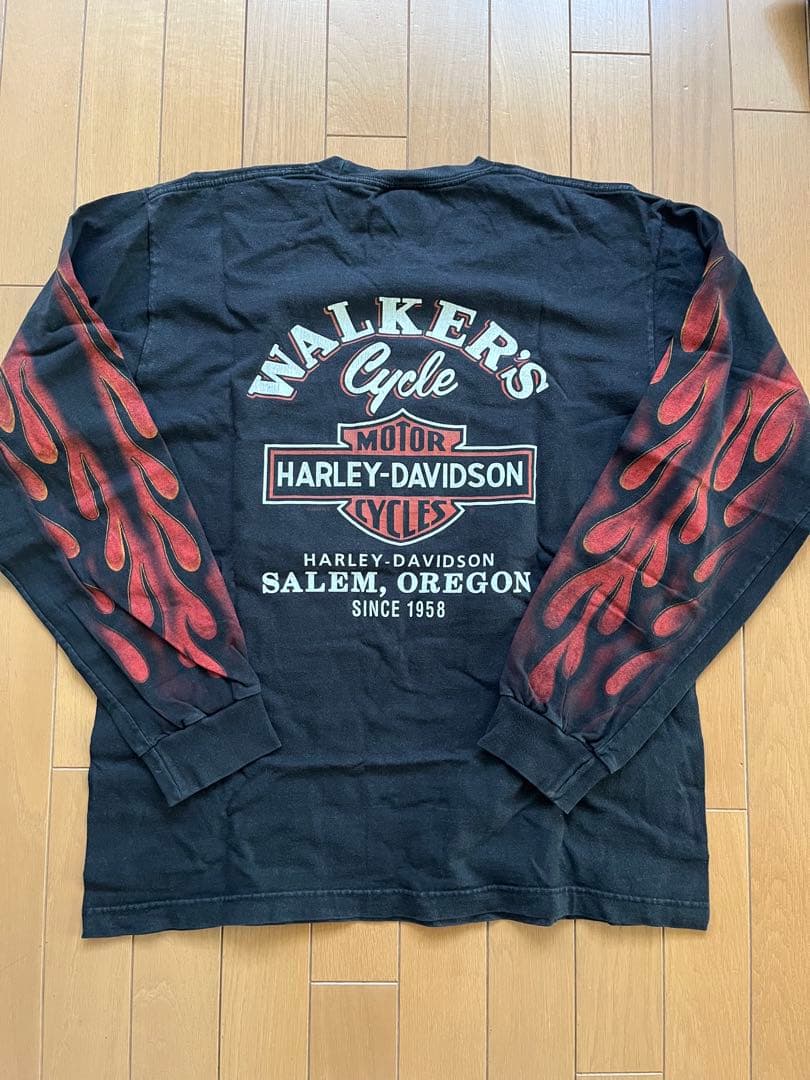 WALKER'S
Cycle
MOTOR
HARLEY-DAVIDSON
CYCLES
HARLEY-DAVIDSON
SALEM, OREGON
SINCE 1958